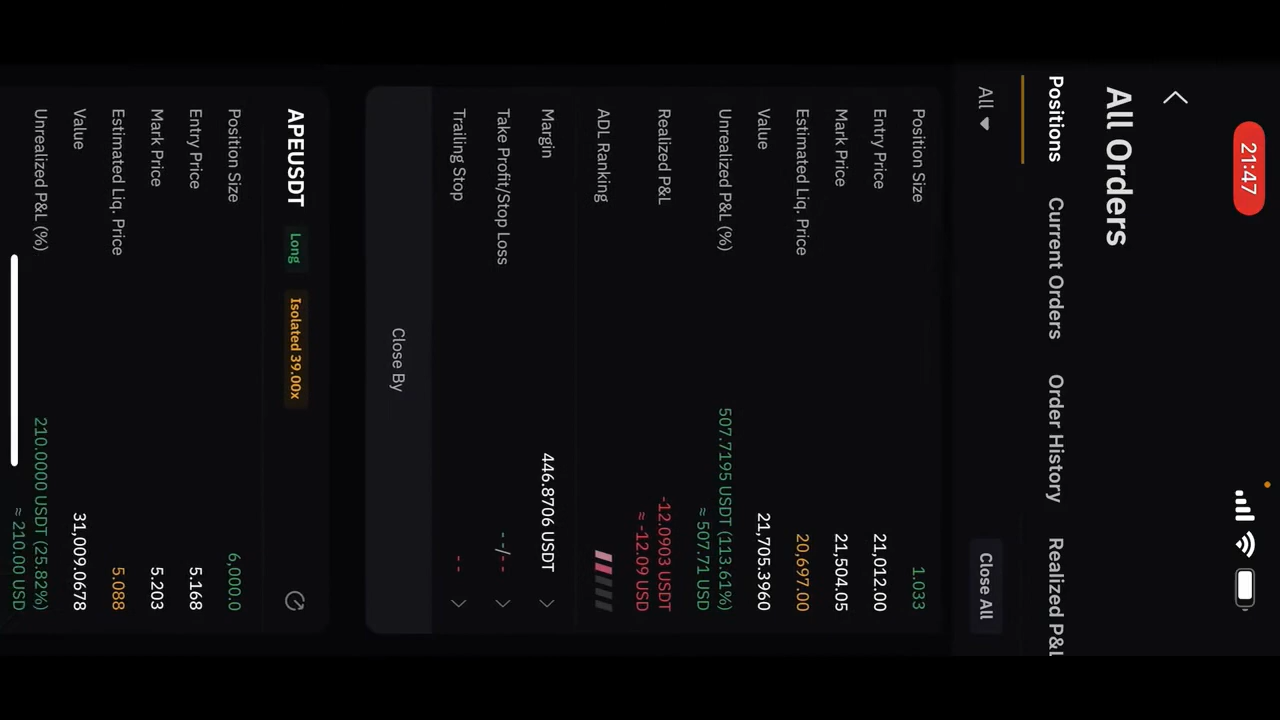 21:47
All Orders
Positions Current Orders Order History Realized P&L
All Close All
Position Size 1.033
Entry Price 21,012.00
Mark Price 21,504.05
Estimated Liq. Price 20,697.00
Value 21,705.3960
Unrealized P&L (%) 507.7195 USDT (113.61%)
≈ 507.71 USD
Realized P&L -12.0903 USDT
≈ -12.09 USD
ADL Ranking
Margin 446.8706 USDT
Take Profit/Stop Loss - -/- -
Trailing Stop - -
Close By
APEUSDT Long Isolated 39.00x
Position Size 6,000.0
Entry Price 5.168
Mark Price 5.203
Estimated Liq. Price 5.088
Value 31,009.0678
Unrealized P&L (%) 210.0000 USDT (25.82%)
≈ 210.00 USD